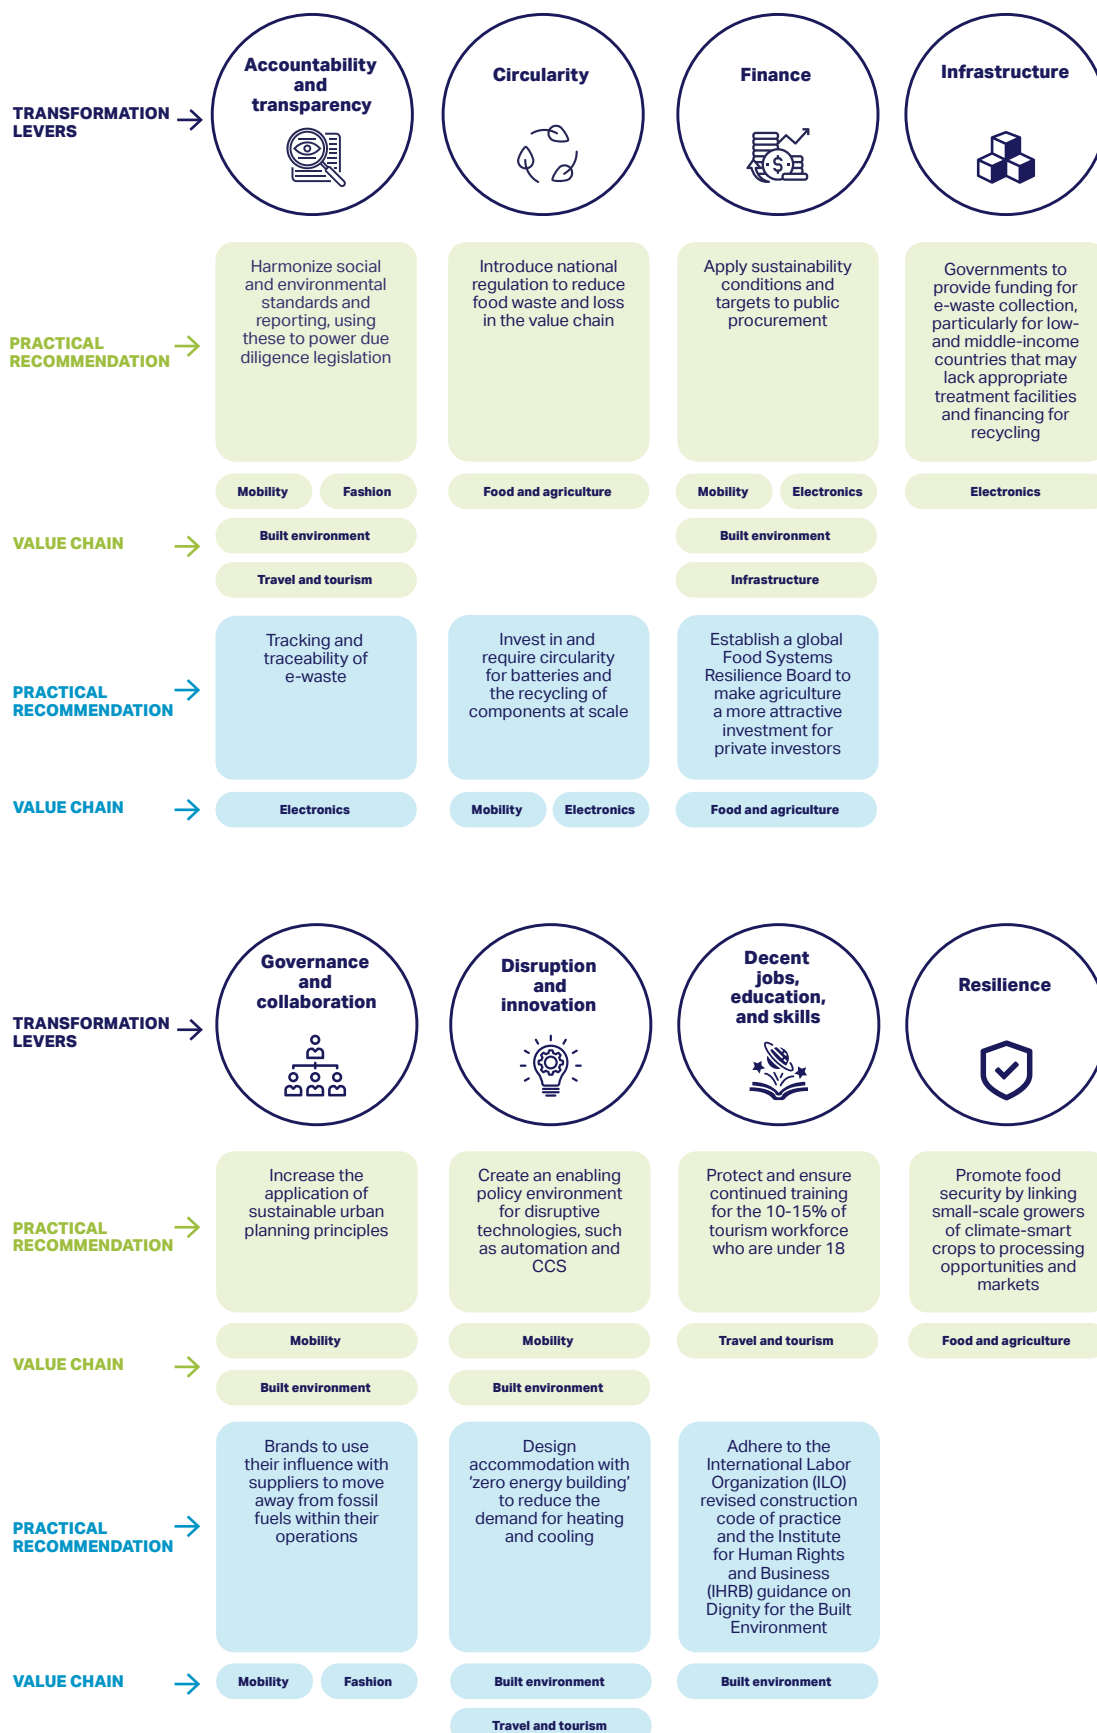 TRANSFORMATION
LEVERS
Accountability
and
transparency
Circularity
Finance
Infrastructure
PRACTICAL
RECOMMENDATION
Harmonize social
and environmental
standards and
reporting, using
these to power due
diligence legislation
Introduce national
regulation to reduce
food waste and loss
in the value chain
Apply sustainability
conditions and
targets to public
procurement
Governments to
provide funding for
e-waste collection,
particularly for low-
and middle-income
countries that may
lack appropriate
treatment facilities
and financing for
recycling
VALUE CHAIN
Mobility
Fashion
Built environment
Travel and tourism
Food and agriculture
Mobility
Electronics
Built environment
Infrastructure
Electronics
PRACTICAL
RECOMMENDATION
Tracking and
traceability of
e-waste
Invest in and
require circularity
for batteries and
the recycling of
components at scale
Establish a global
Food Systems
Resilience Board to
make agriculture
a more attractive
investment for
private investors
VALUE CHAIN
Electronics
Mobility
Electronics
Food and agriculture
TRANSFORMATION
LEVERS
Governance
and
collaboration
Disruption
and
innovation
Decent
jobs,
education,
and skills
Resilience
PRACTICAL
RECOMMENDATION
Increase the
application of
sustainable urban
planning principles
Create an enabling
policy environment
for disruptive
technologies, such
as automation and
CCS
Protect and ensure
continued training
for the 10-15% of
tourism workforce
who are under 18
Promote food
security by linking
small-scale growers
of climate-smart
crops to processing
opportunities and
markets
VALUE CHAIN
Mobility
Built environment
Mobility
Built environment
Travel and tourism
Food and agriculture
PRACTICAL
RECOMMENDATION
Brands to use
their influence with
suppliers to move
away from fossil
fuels within their
operations
Design
accommodation with
‘zero energy building’
to reduce the
demand for heating
and cooling
Adhere to the
International Labor
Organization (ILO)
revised construction
code of practice
and the Institute
for Human Rights
and Business
(IHRB) guidance on
Dignity for the Built
Environment
VALUE CHAIN
Mobility
Fashion
Built environment
Travel and tourism
Built environment